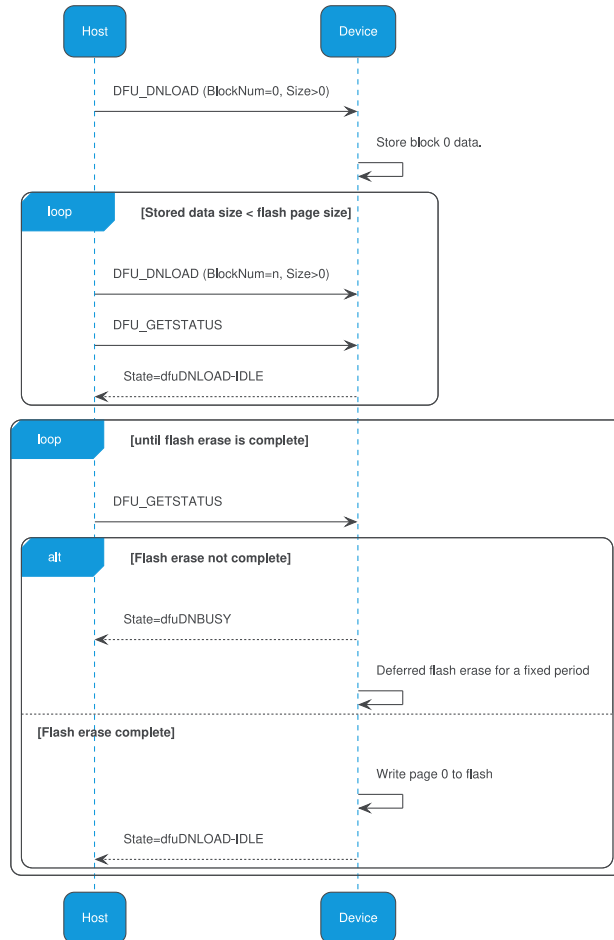 Host
Device
DFU_DNLOAD (BlockNum=0, Size>0)
Store block 0 data.
loop
[Stored data size < flash page size]
DFU_DNLOAD (BlockNum=n, Size>0)
DFU_GETSTATUS
State=dfuDNLOAD-IDLE
loop
[until flash erase is complete]
DFU_GETSTATUS
alt
[Flash erase not complete]
State=dfuDNBUSY
Deferred flash erase for a fixed period
[Flash erase complete]
Write page 0 to flash
State=dfuDNLOAD-IDLE
Host
Device